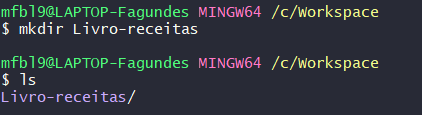 mfbl9@LAPTOP-Fagundes MINGW64 /c/Workspace
$ mkdir Livro-receitas
mfbl9@LAPTOP-Fagundes MINGW64 /c/Workspace
$ ls
Livro-receitas/